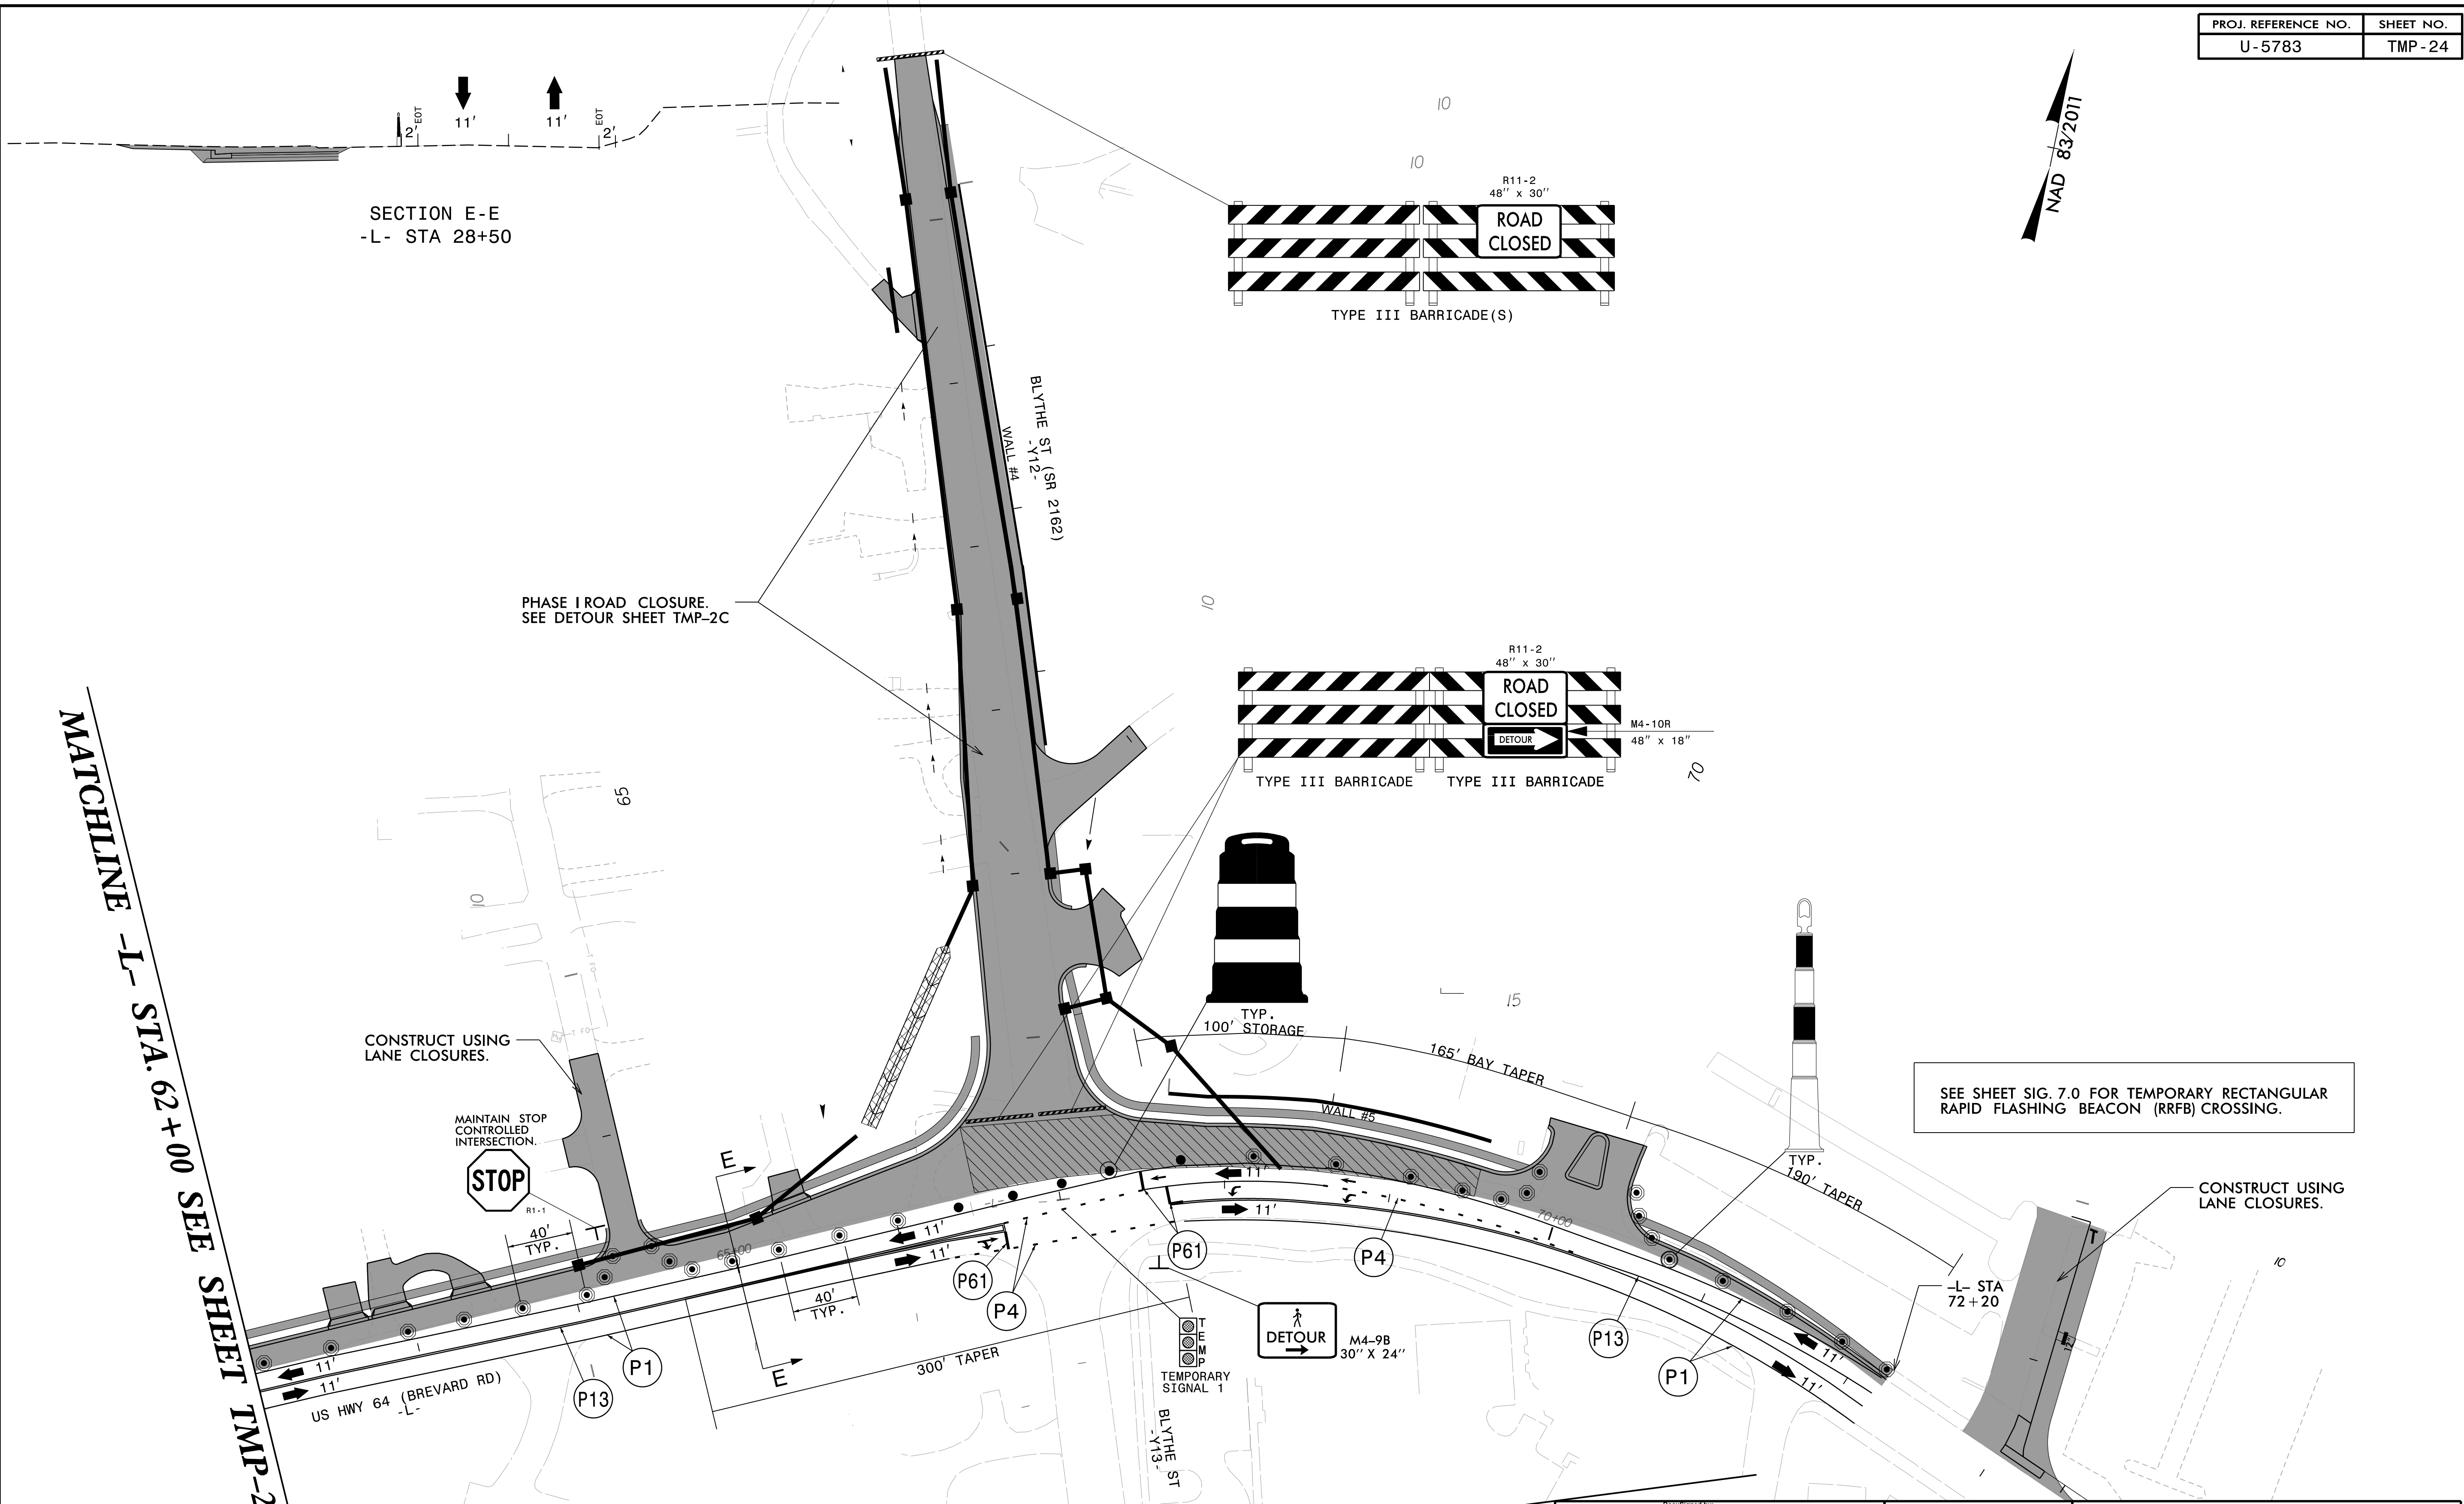 PROJ. REFERENCE NO.
SHEET NO.
U-5783
TMP-24
NAD 83/2011
2'
EOT
11'
11'
EOT
2'
SECTION E-E
-L- STA 28+50
10
10
R11-2
48" x 30"
ROAD
CLOSED
TYPE III BARRICADE(S)
BLYTHE ST (SR 2162)
-Y12-
WALL #4
PHASE I ROAD CLOSURE.
SEE DETOUR SHEET TMP-2C
10
R11-2
48" x 30"
ROAD
CLOSED
DETOUR
M4-10R
48" x 18"
TYPE III BARRICADE
TYPE III BARRICADE
70
65
10
MATCHLINE -L- STA. 62+00 SEE SHEET TMP-2
15
TYP.
100' STORAGE
165' BAY TAPER
WALL #5
CONSTRUCT USING
LANE CLOSURES.
MAINTAIN STOP
CONTROLLED
INTERSECTION.
STOP
R1-1
40'
TYP.
E
SEE SHEET SIG. 7.0 FOR TEMPORARY RECTANGULAR
RAPID FLASHING BEACON (RRFB) CROSSING.
TYP.
190' TAPER
CONSTRUCT USING
LANE CLOSURES.
T
10
11'
11'
70+00
65+00
11'
11'
P61
P4
P61
P4
40'
TYP.
E
300' TAPER
-L- STA
72+20
12"
11'
11'
P13
P1
11'
11'
P1
P13
US HWY 64 (BREVARD RD)
-L-
TEMP
TEMPORARY
SIGNAL 1
DETOUR
M4-9B
30" X 24"
BLYTHE ST
-Y13-